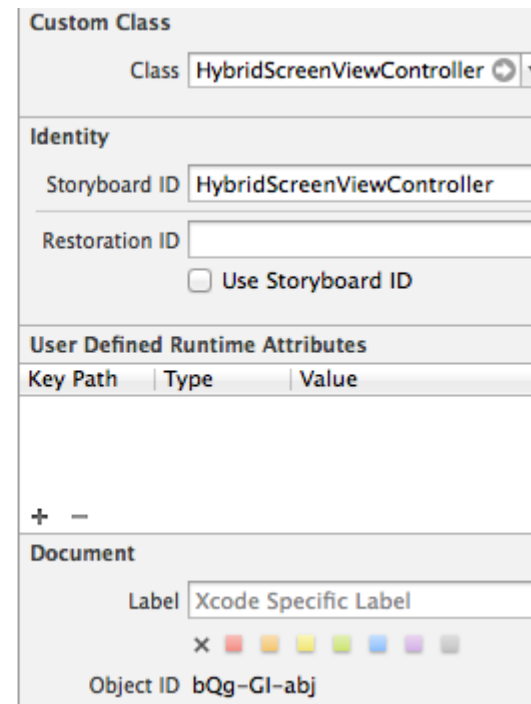 Custom Class
Class HybridScreenViewController
Identity
Storyboard ID HybridScreenViewController
Restoration ID
Use Storyboard ID
User Defined Runtime Attributes
Key Path Type Value
+ −
Document
Label Xcode Specific Label
Object ID bQg-GI-abj